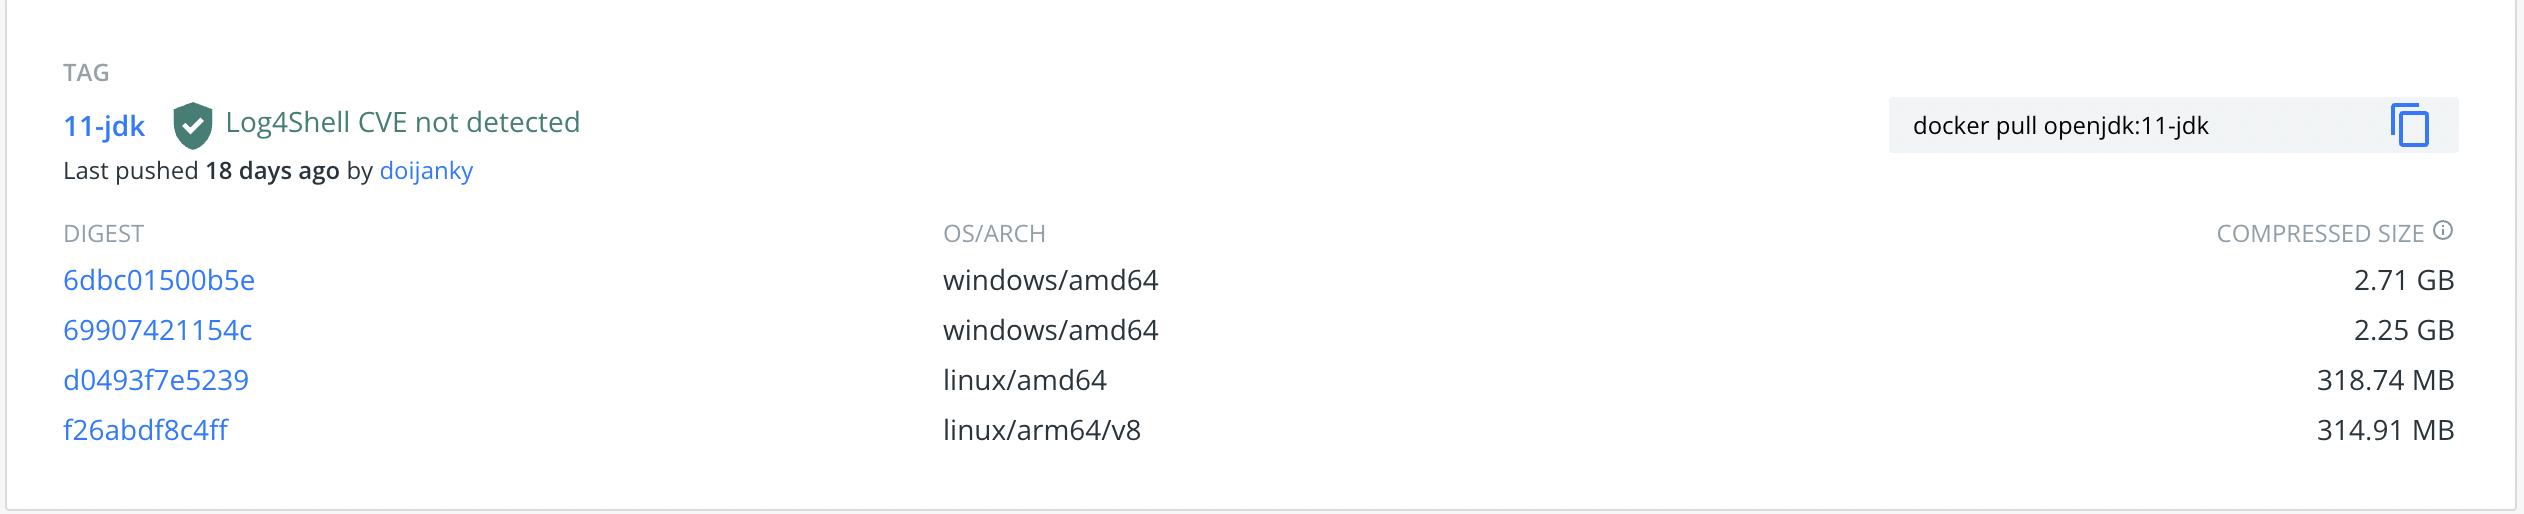 TAG
11-jdk Log4Shell CVE not detected
docker pull openjdk:11-jdk
Last pushed 18 days ago by doijanky
DIGEST OS/ARCH COMPRESSED SIZE
6dbc01500b5e windows/amd64 2.71 GB
69907421154c windows/amd64 2.25 GB
d0493f7e5239 linux/amd64 318.74 MB
f26abdf8c4ff linux/arm64/v8 314.91 MB